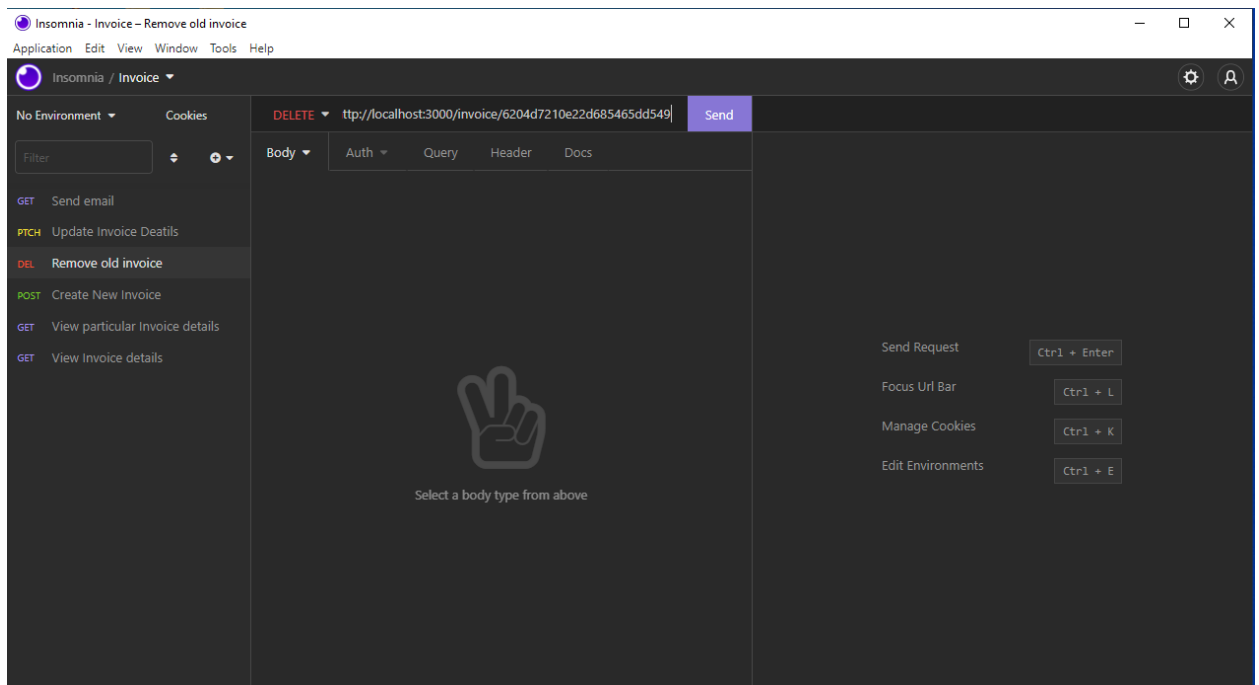 Insomnia - Invoice – Remove old invoice
Application Edit View Window Tools Help
Insomnia / Invoice
No Environment Cookies
DELETE ttp://localhost:3000/invoice/6204d7210e22d685465dd549 Send
Filter
Body Auth Query Header Docs
GET Send email
PTCH Update Invoice Deatils
DEL Remove old invoice
POST Create New Invoice
GET View particular Invoice details
GET View Invoice details
Select a body type from above
Send Request Ctrl + Enter
Focus Url Bar Ctrl + L
Manage Cookies Ctrl + K
Edit Environments Ctrl + E